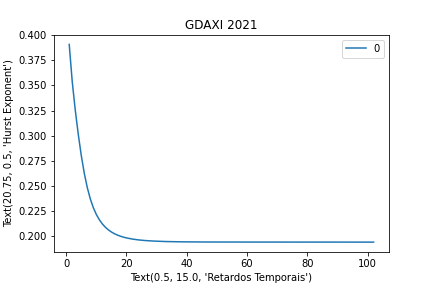 GDAXI 2021
0
0.400
0.375
0.350
0.325
0.300
0.275
0.250
0.225
0.200
Text(20.75, 0.5, 'Hurst Exponent')
0 20 40 60 80 100
Text(0.5, 15.0, 'Retardos Temporais')